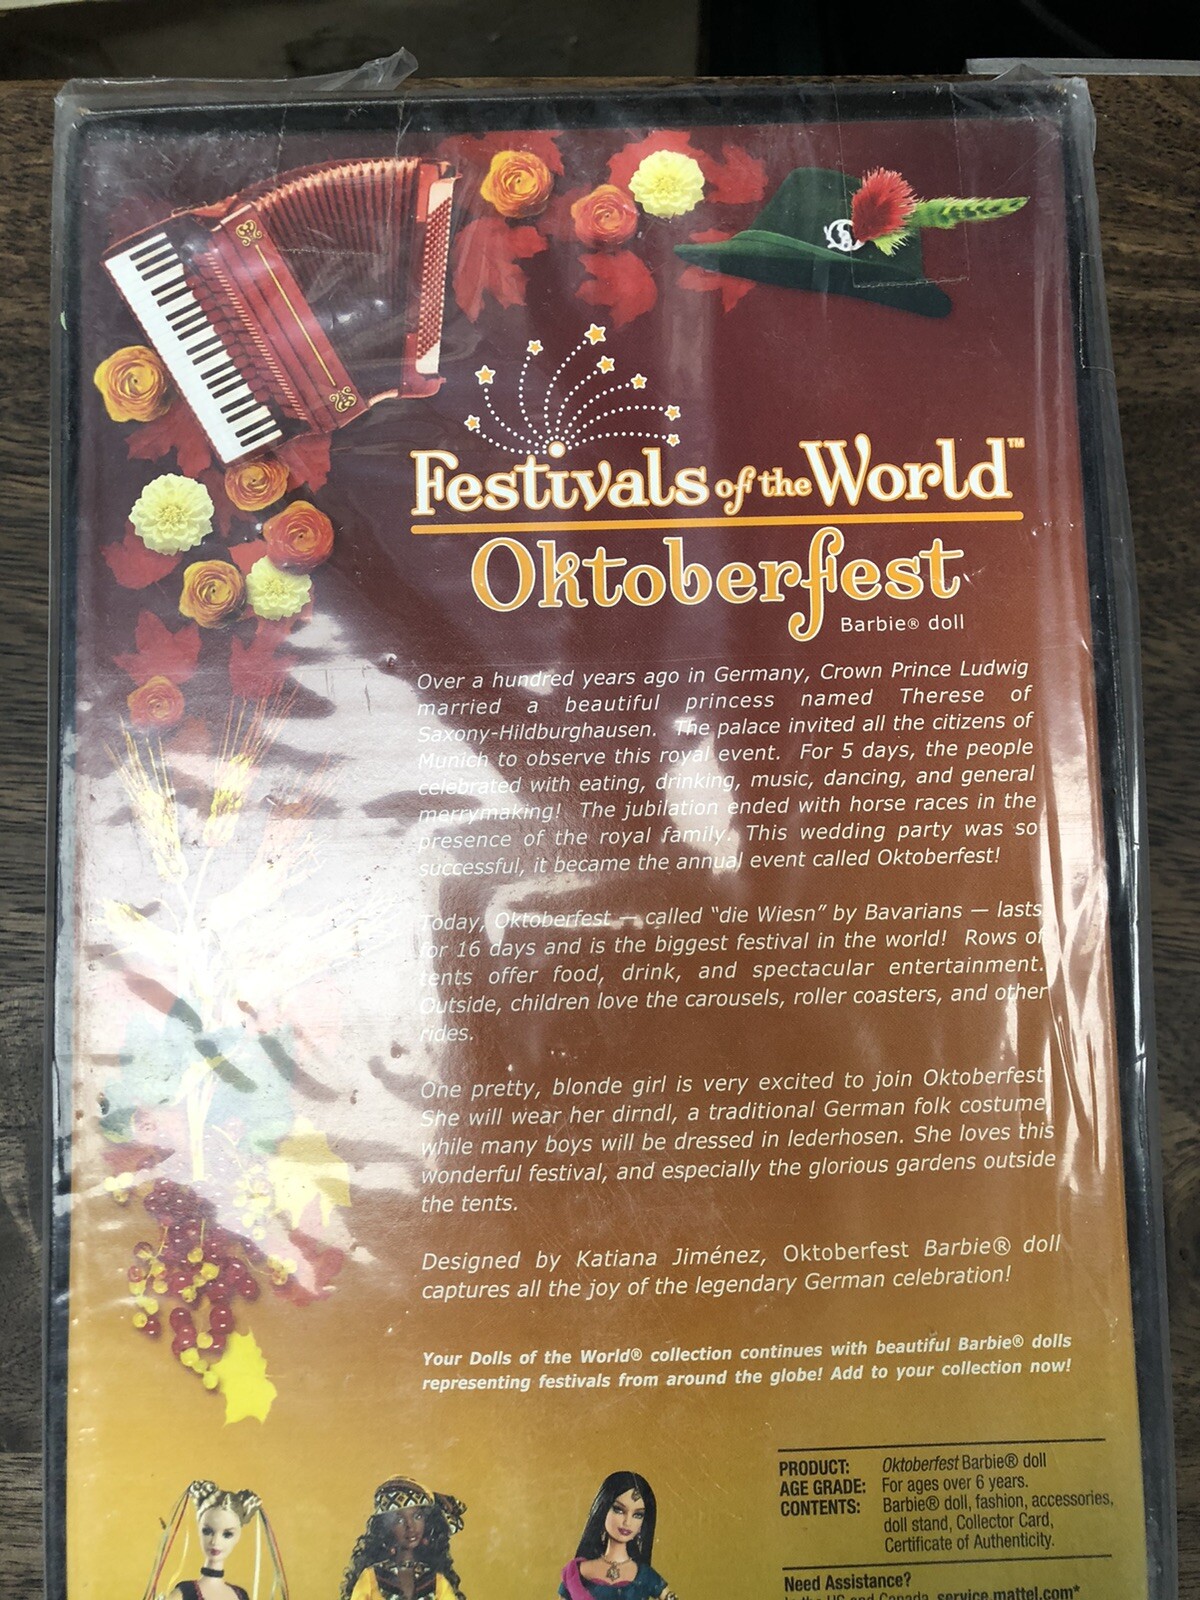 Festivals of the World™
Oktoberfest
Barbie® doll
Over a hundred years ago in Germany, Crown Prince Ludwig
married a beautiful princess named Therese of
Saxony-Hildburghausen. The palace invited all the citizens of
Munich to observe this royal event. For 5 days, the people
celebrated with eating, drinking, music, dancing, and general
merrymaking! The jubilation ended with horse races in the
presence of the royal family. This wedding party was so
successful, it became the annual event called Oktoberfest!
Today, Oktoberfest — called "die Wiesn" by Bavarians — lasts
for 16 days and is the biggest festival in the world! Rows of
tents offer food, drink, and spectacular entertainment.
Outside, children love the carousels, roller coasters, and other
rides.
One pretty, blonde girl is very excited to join Oktoberfest
She will wear her dirndl, a traditional German folk costume,
while many boys will be dressed in lederhosen. She loves this
wonderful festival, and especially the glorious gardens outside
the tents.
Designed by Katiana Jiménez, Oktoberfest Barbie® doll
captures all the joy of the legendary German celebration!
Your Dolls of the World® collection continues with beautiful Barbie® dolls
representing festivals from around the globe! Add to your collection now!
PRODUCT: Oktoberfest Barbie® doll
AGE GRADE: For ages over 6 years.
CONTENTS: Barbie® doll, fashion, accessories,
doll stand, Collector Card,
Certificate of Authenticity.
Need Assistance?
In the US and Canada, service.mattel.com*